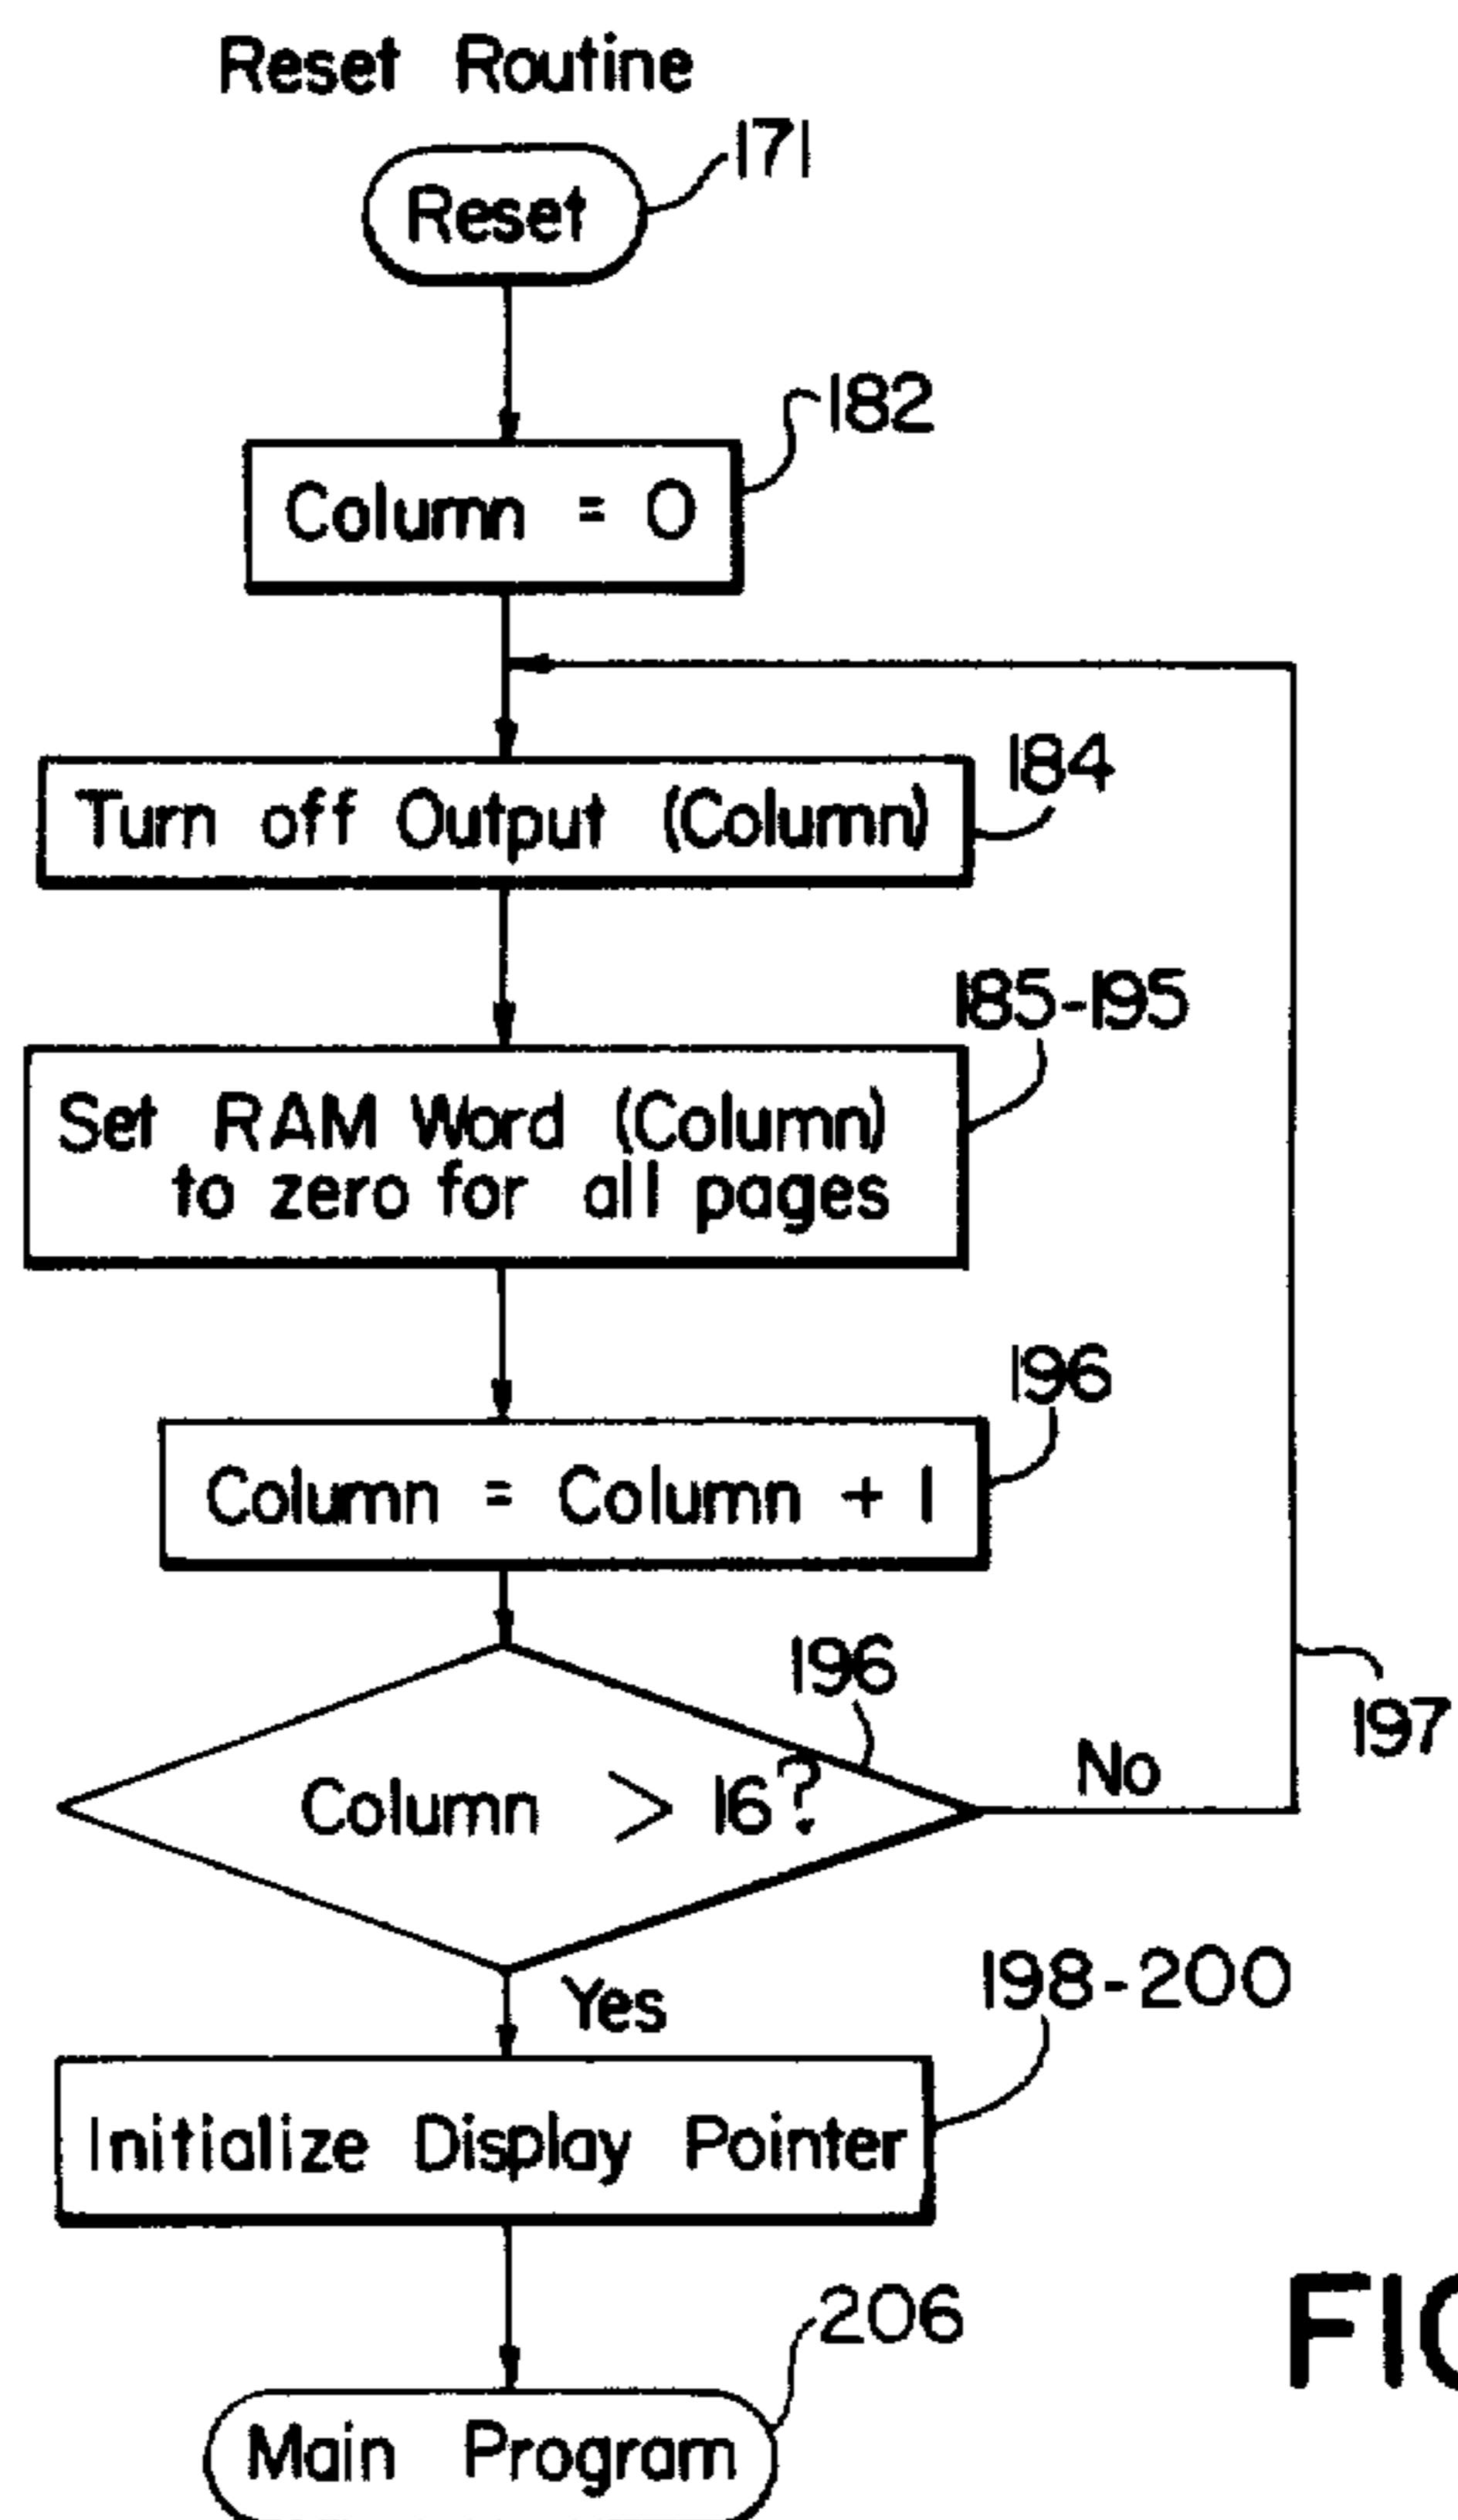 Reset Routine
171
Reset
182
Column = 0
184
Turn off Output (Column)
185-195
Set RAM Word (Column)
to zero for all pages
196
Column = Column + 1
196
Column > 16?
No
197
Yes
198-200
Initialize Display Pointer
206
Main Program